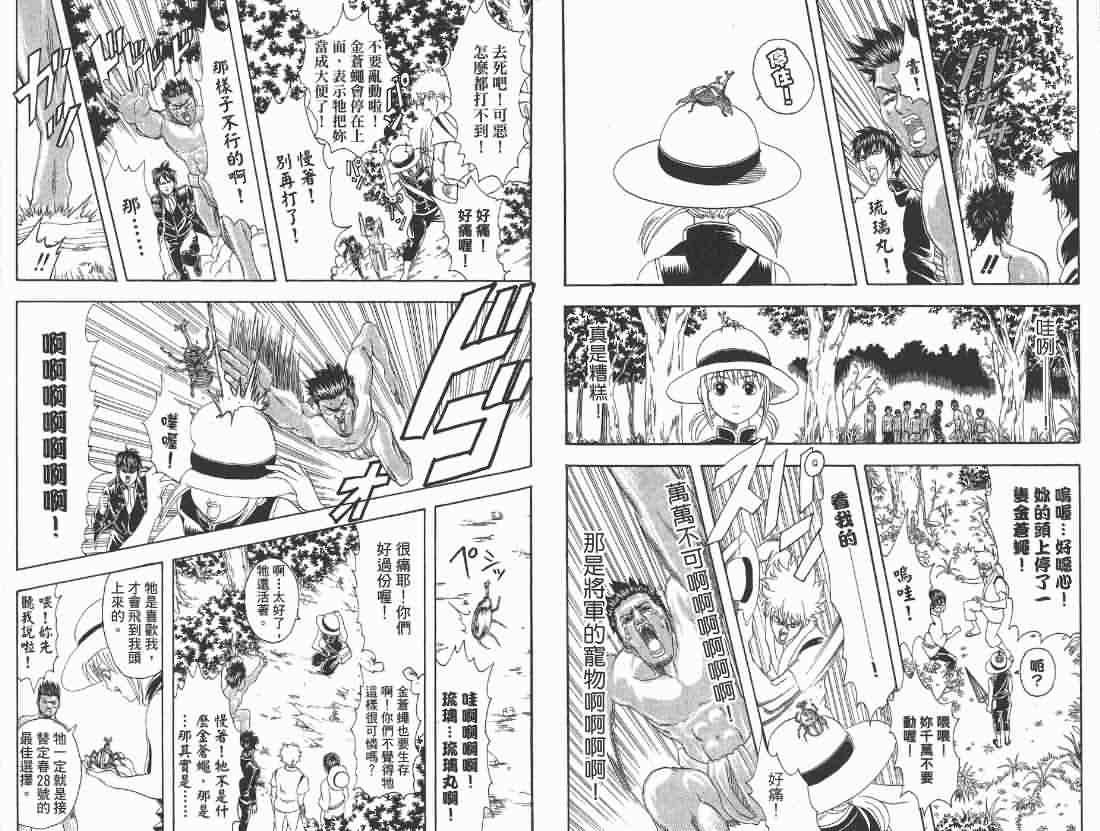 靠！
琉
璃
丸！
!!
停住！
哇咧！
真是糟糕！
嗚喔…好噁心！
妳的頭上停了一
隻金蒼蠅！
呃？
嗚哇！
喂喂！
妳千萬不要
動喔！
看我的
！
好痛！
萬萬不可啊啊啊啊啊啊！
那是將軍的寵物啊啊啊啊！
去死吧！可惡！
怎麼都打不到！
好痛！
好痛喔！
不要亂動啦！
金蒼蠅會停在上
面、表示牠把妳
當成大便了！
慢著！
別再打了！
那樣子不行的啊！
那……
!!
噗喔！
啊啊啊啊啊啊啊！
ペシッ
哇啊啊啊啊！
琉璃…琉璃丸啊！
很痛耶！你們
好過份喔！
啊…太好了！
牠還活著。
金蒼蠅也要生存
啊！你們不覺得牠
這樣很可憐嗎？
慢著！牠不是什
麼金蒼蠅。那是
……那其實是……
牠是喜歡我，
才會飛到我頭
上來的。
喂！妳先
聽我說啦！
牠一定就是接
替定春28號的
最佳選擇。